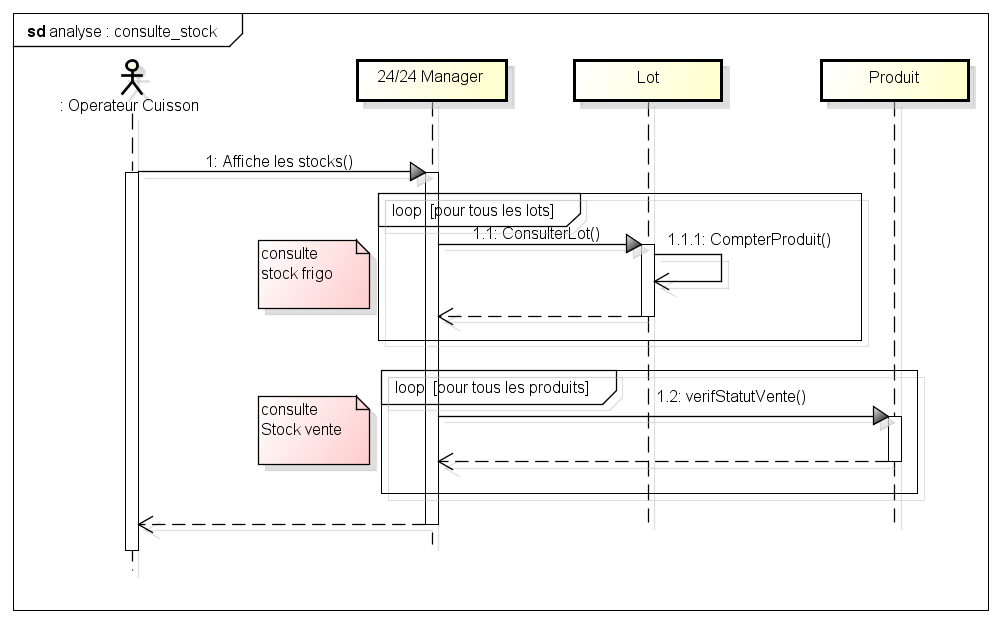 sd analyse : consulte_stock
: Operateur Cuisson
24/24 Manager
Lot
Produit
1: Affiche les stocks()
loop [pour tous les lots]
1.1: ConsulterLot()
1.1.1: CompterProduit()
consulte
stock frigo
loop [pour tous les produits]
1.2: verifStatutVente()
consulte
Stock vente